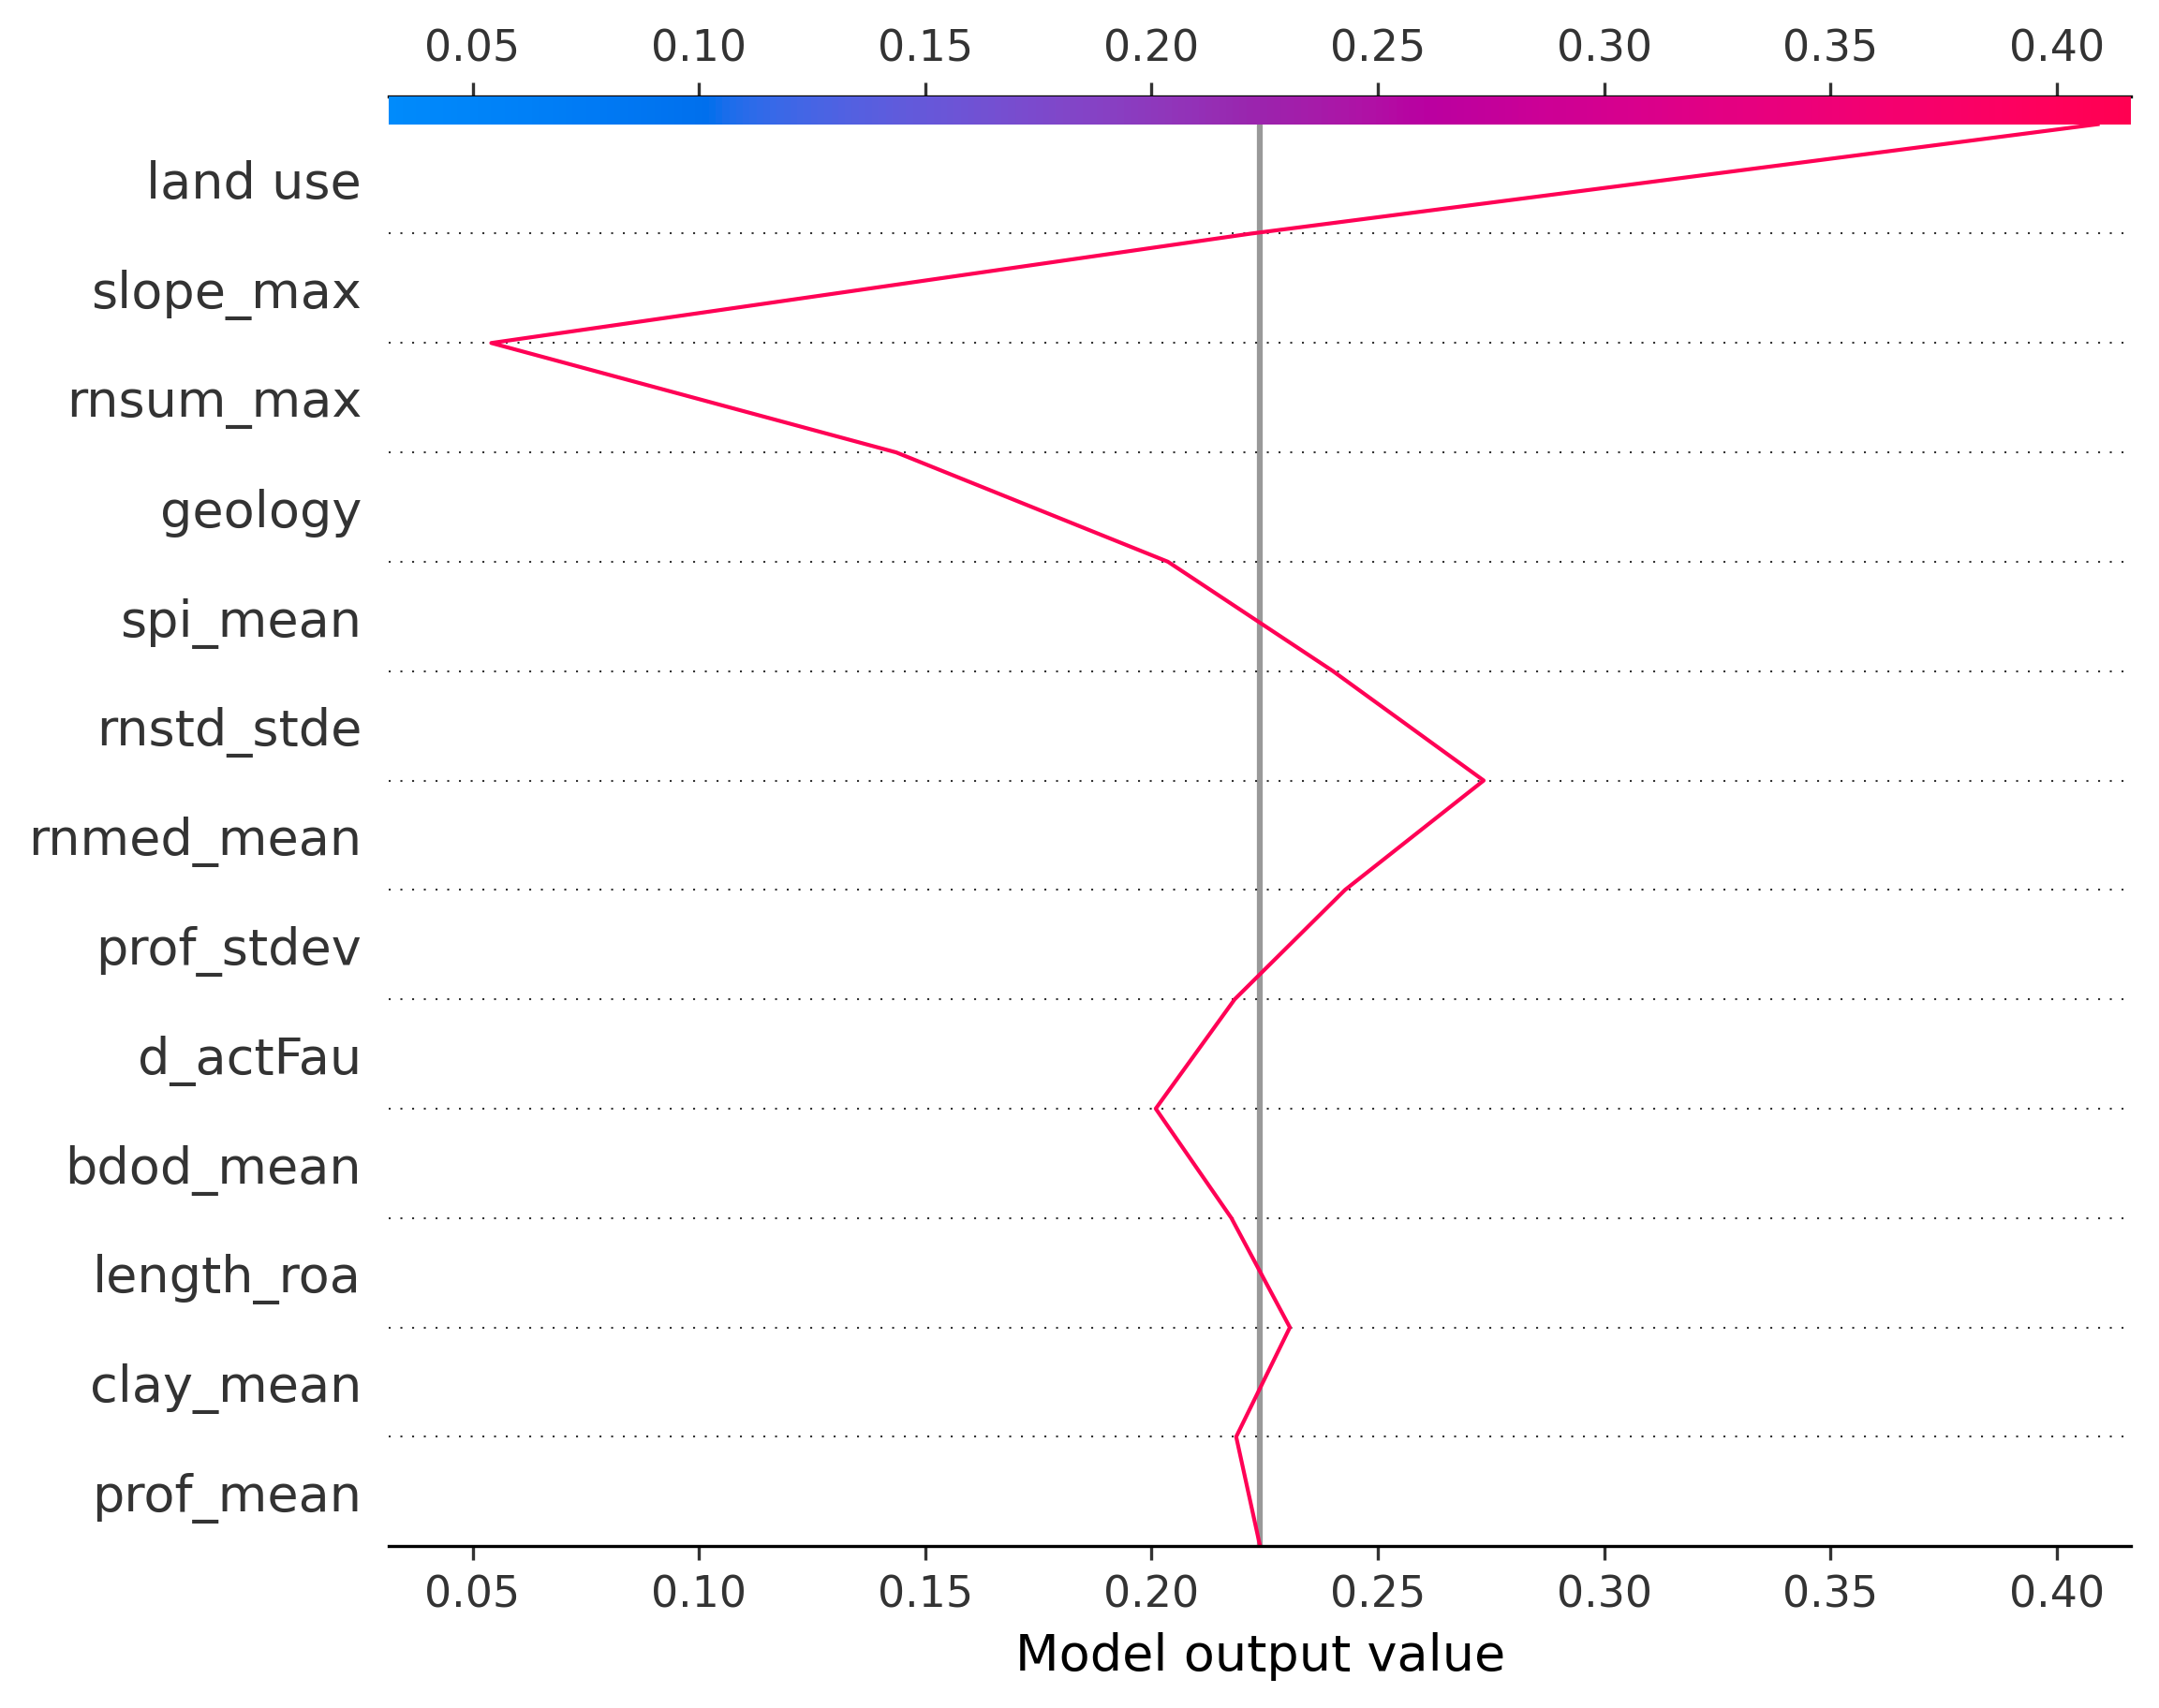 0.05 0.10 0.15 0.20 0.25 0.30 0.35 0.40
land use
slope_max
rnsum_max
geology
spi_mean
rnstd_stde
rnmed_mean
prof_stdev
d_actFau
bdod_mean
length_roa
clay_mean
prof_mean
0.05 0.10 0.15 0.20 0.25 0.30 0.35 0.40
Model output value